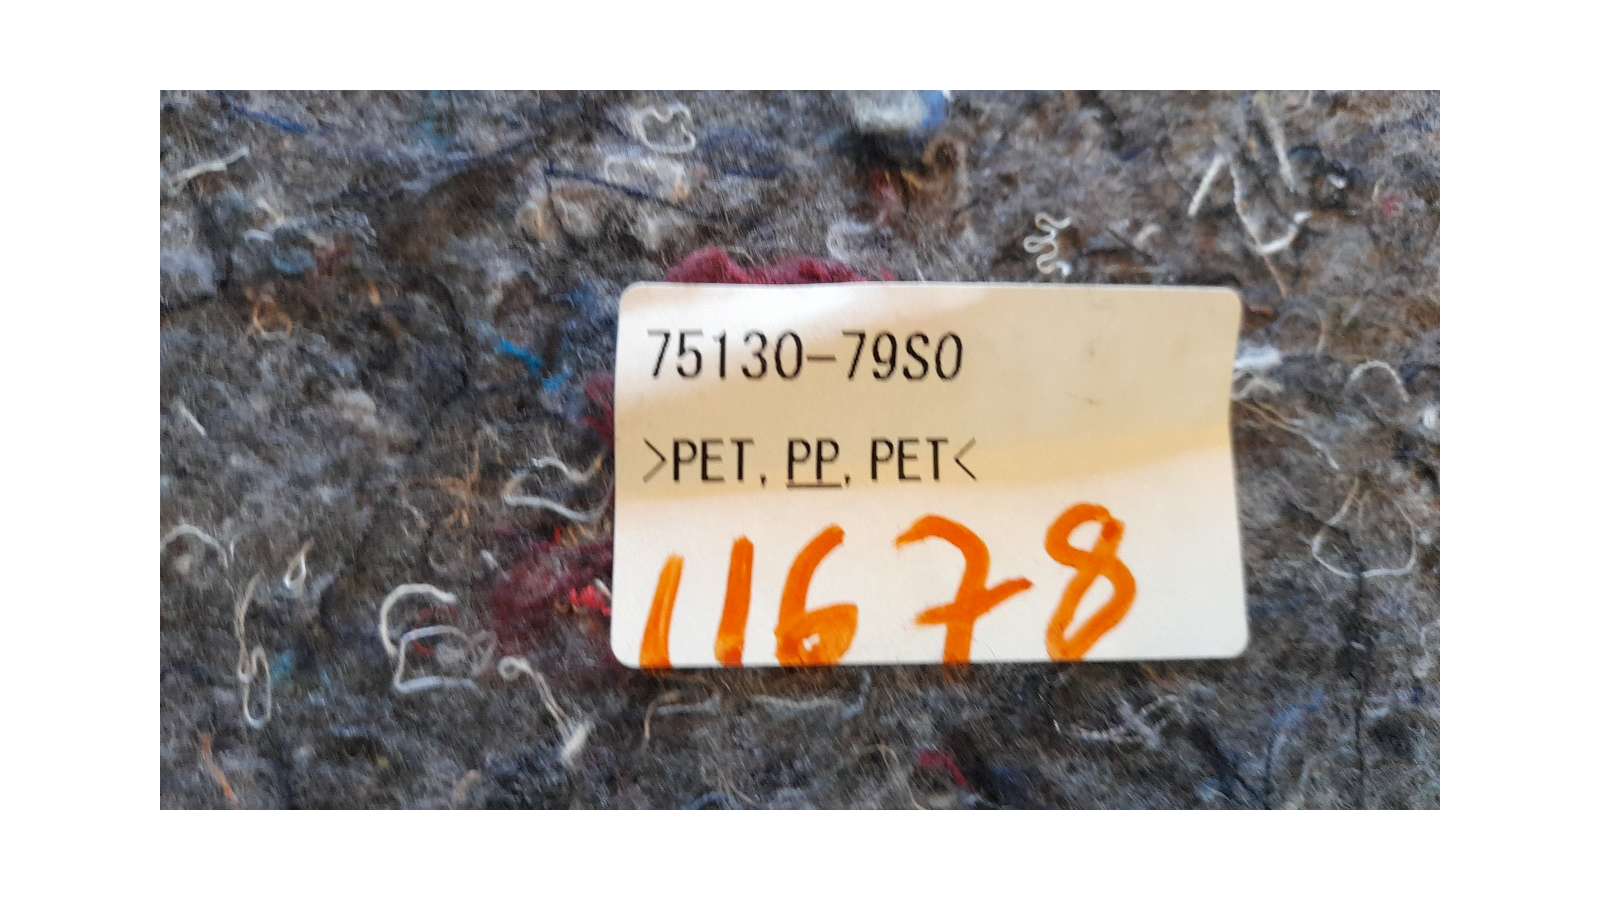 75130-79S0
>PET, PP, PET<
11678